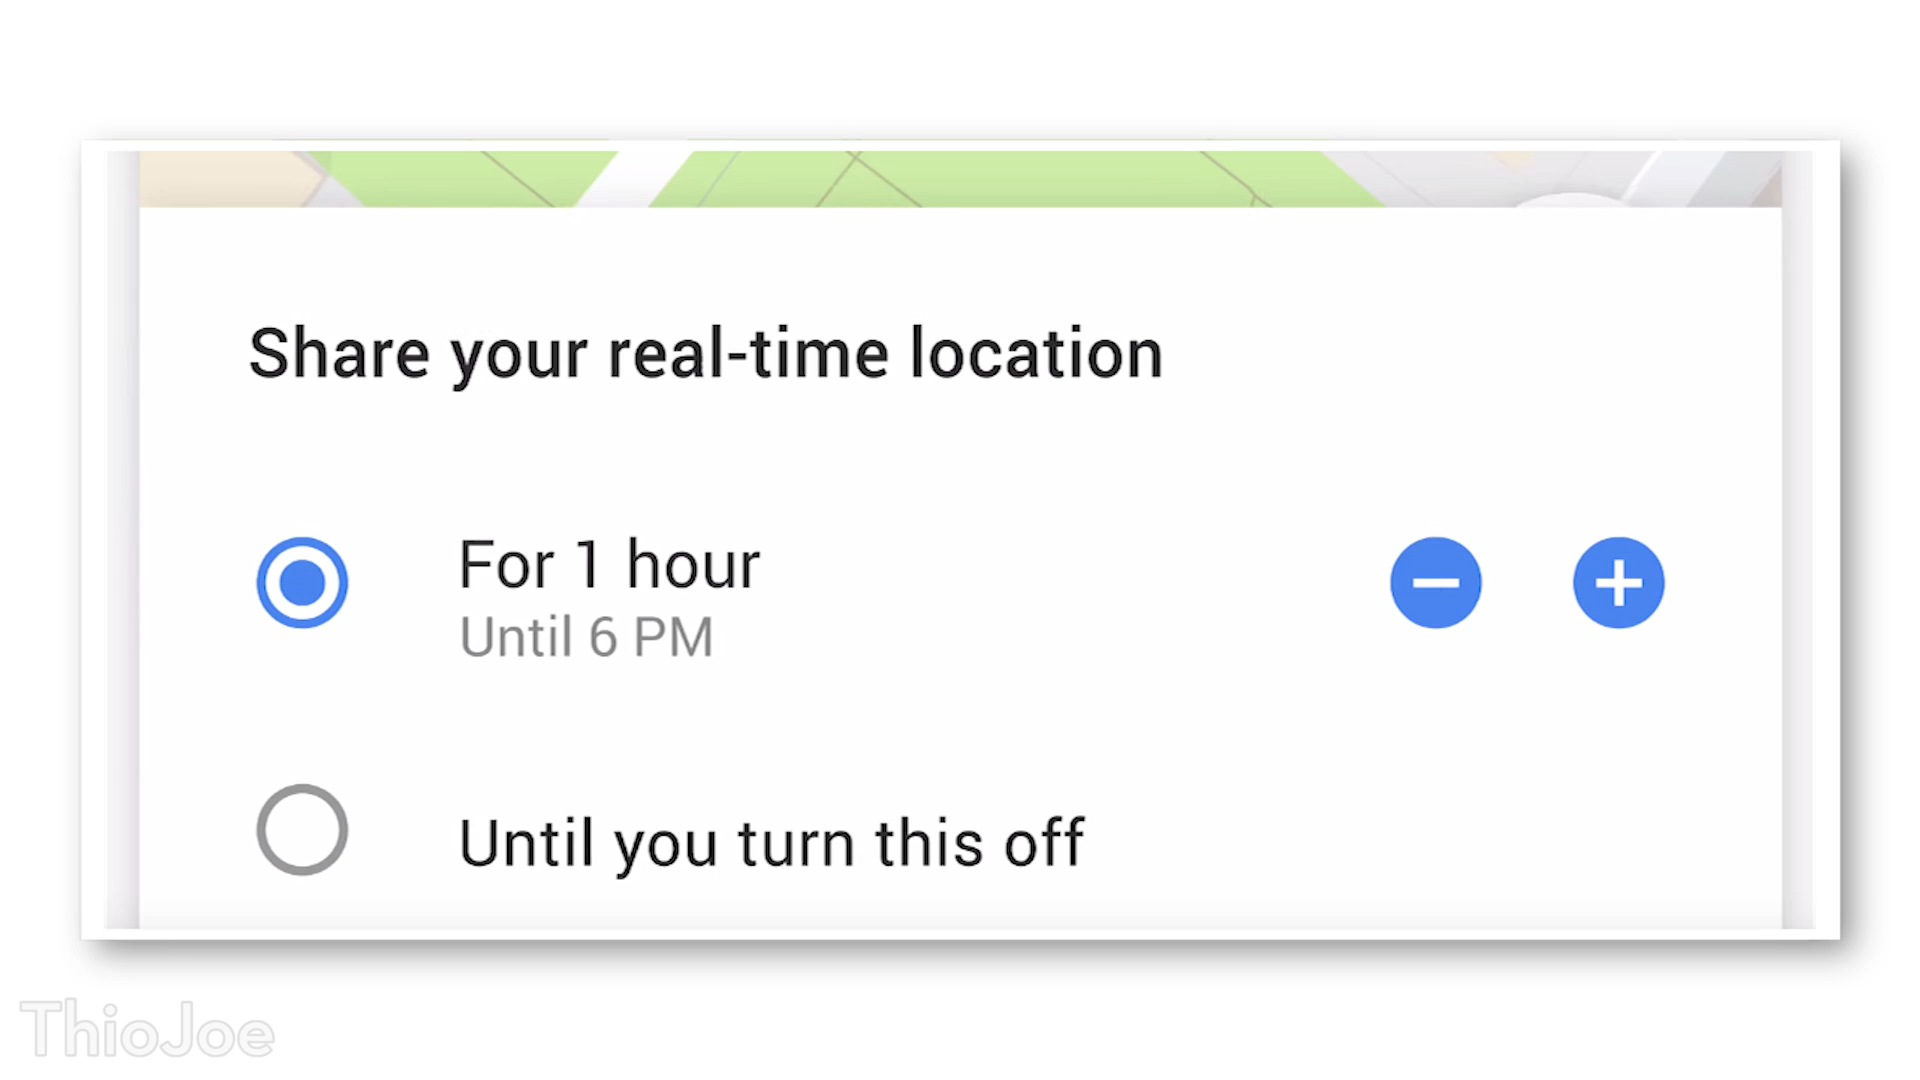 Share your real-time location
For 1 hour
Until 6 PM
Until you turn this off
ThioJoe